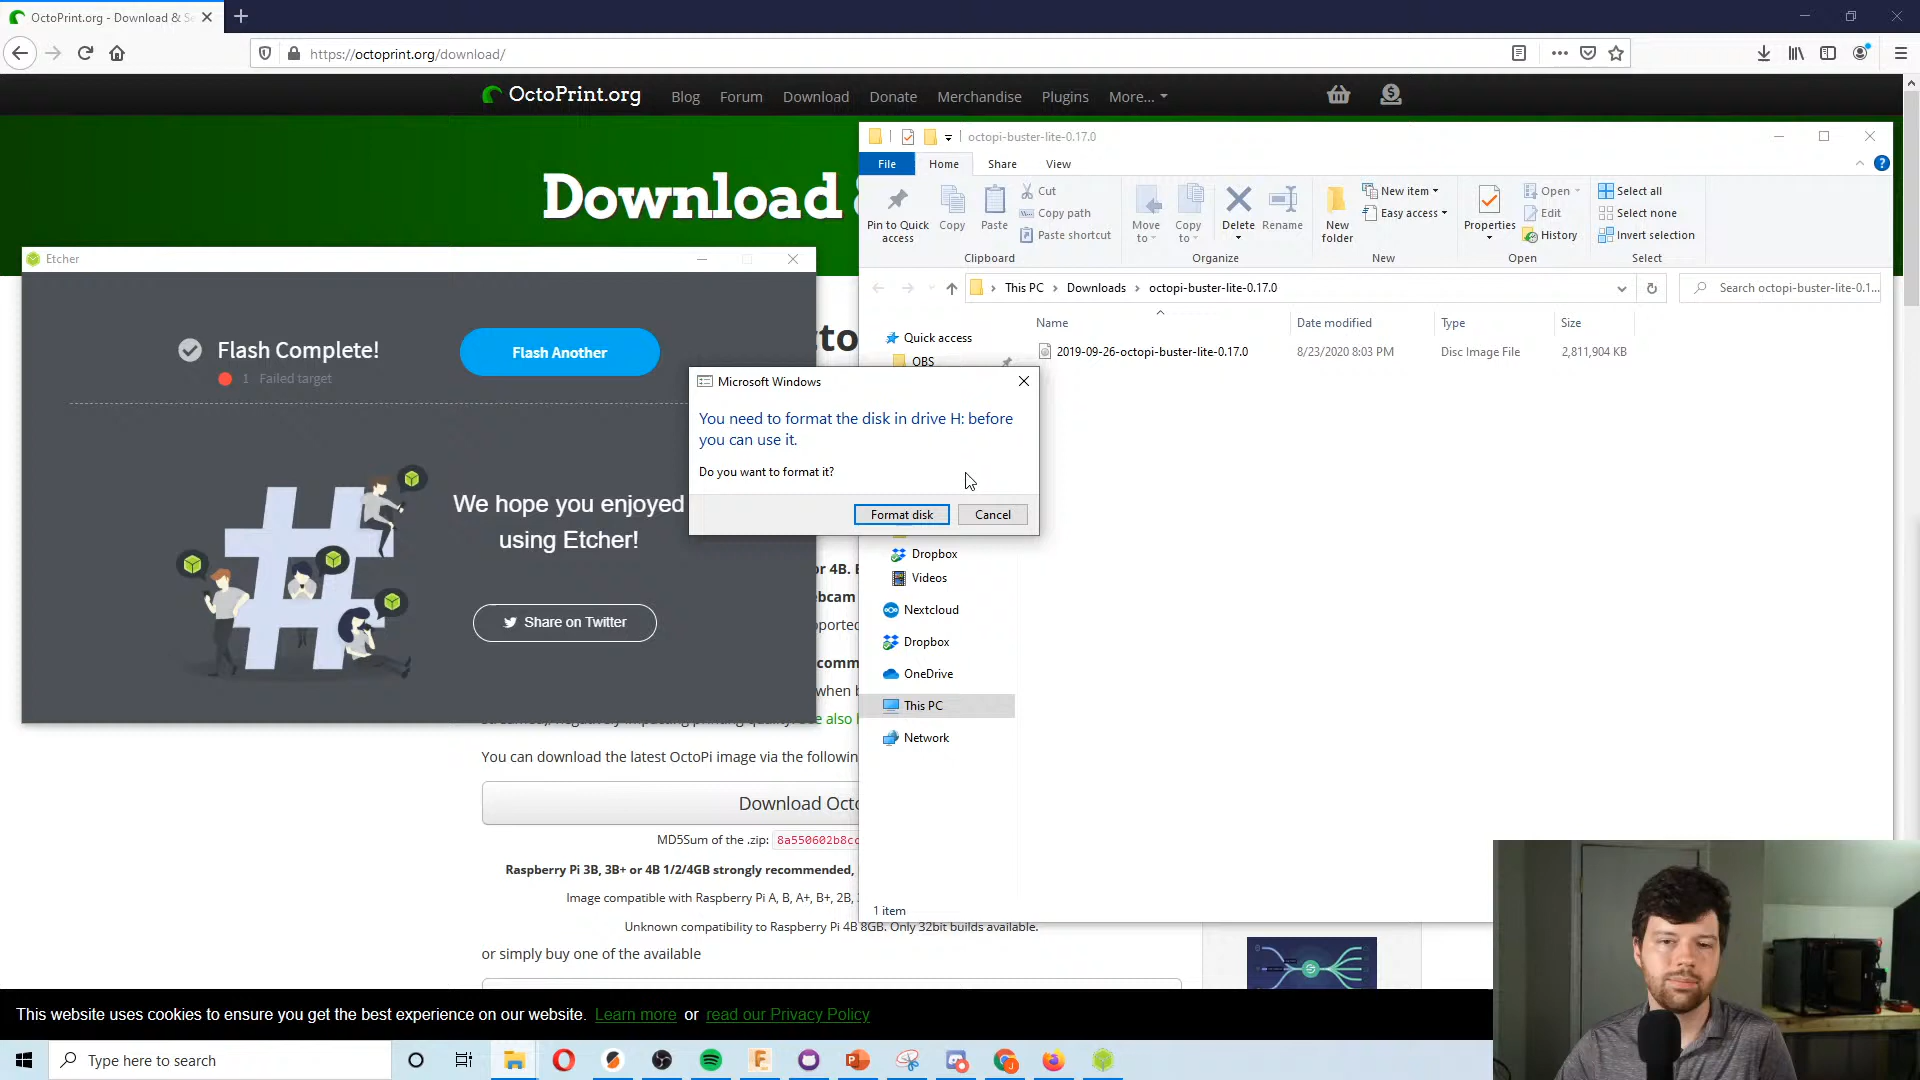 OctoPrint.org - Download & Se
https://octoprint.org/download/
OctoPrint.org
Blog
Forum
Download
Donate
Merchandise
Plugins
More...
Download
octopi-buster-lite-0.17.0
File
Home
Share
View
Pin to Quick access
Copy
Paste
Cut
Copy path
Paste shortcut
Clipboard
Move to
Copy to
Delete
Rename
Organize
New folder
New item
Easy access
New
Properties
Open
Edit
History
Open
Select all
Select none
Invert selection
Select
This PC
Downloads
octopi-buster-lite-0.17.0
Search octopi-buster-lite-0.1...
Name
Date modified
Type
Size
2019-09-26-octopi-buster-lite-0.17.0
8/23/2020 8:03 PM
Disc Image File
2,811,904 KB
Quick access
OBS
Dropbox
Videos
Nextcloud
Dropbox
OneDrive
This PC
Network
1 item
Etcher
Flash Complete!
1 Failed target
Flash Another
We hope you enjoyed
using Etcher!
Share on Twitter
Microsoft Windows
You need to format the disk in drive H: before
you can use it.
Do you want to format it?
Format disk
Cancel
cto
or 4B.
ebcam
ported
comm
when b
e also
You can download the latest OctoPi image via the followin
Download Octo
MD5Sum of the .zip: 8a550602b8cc
Raspberry Pi 3B, 3B+ or 4B 1/2/4GB strongly recommended,
Image compatible with Raspberry Pi A, B, A+, B+, 2B,
Unknown compatibility to Raspberry Pi 4B 8GB. Only 32bit builds available.
or simply buy one of the available
This website uses cookies to ensure you get the best experience on our website. Learn more or read our Privacy Policy
Type here to search